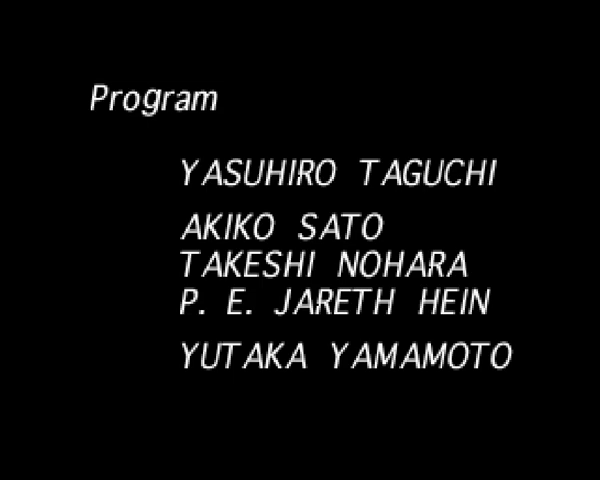 Program
YASUHIRO TAGUCHI
AKIKO SATO
TAKESHI NOHARA
P. E. JARETH HEIN
YUTAKA YAMAMOTO